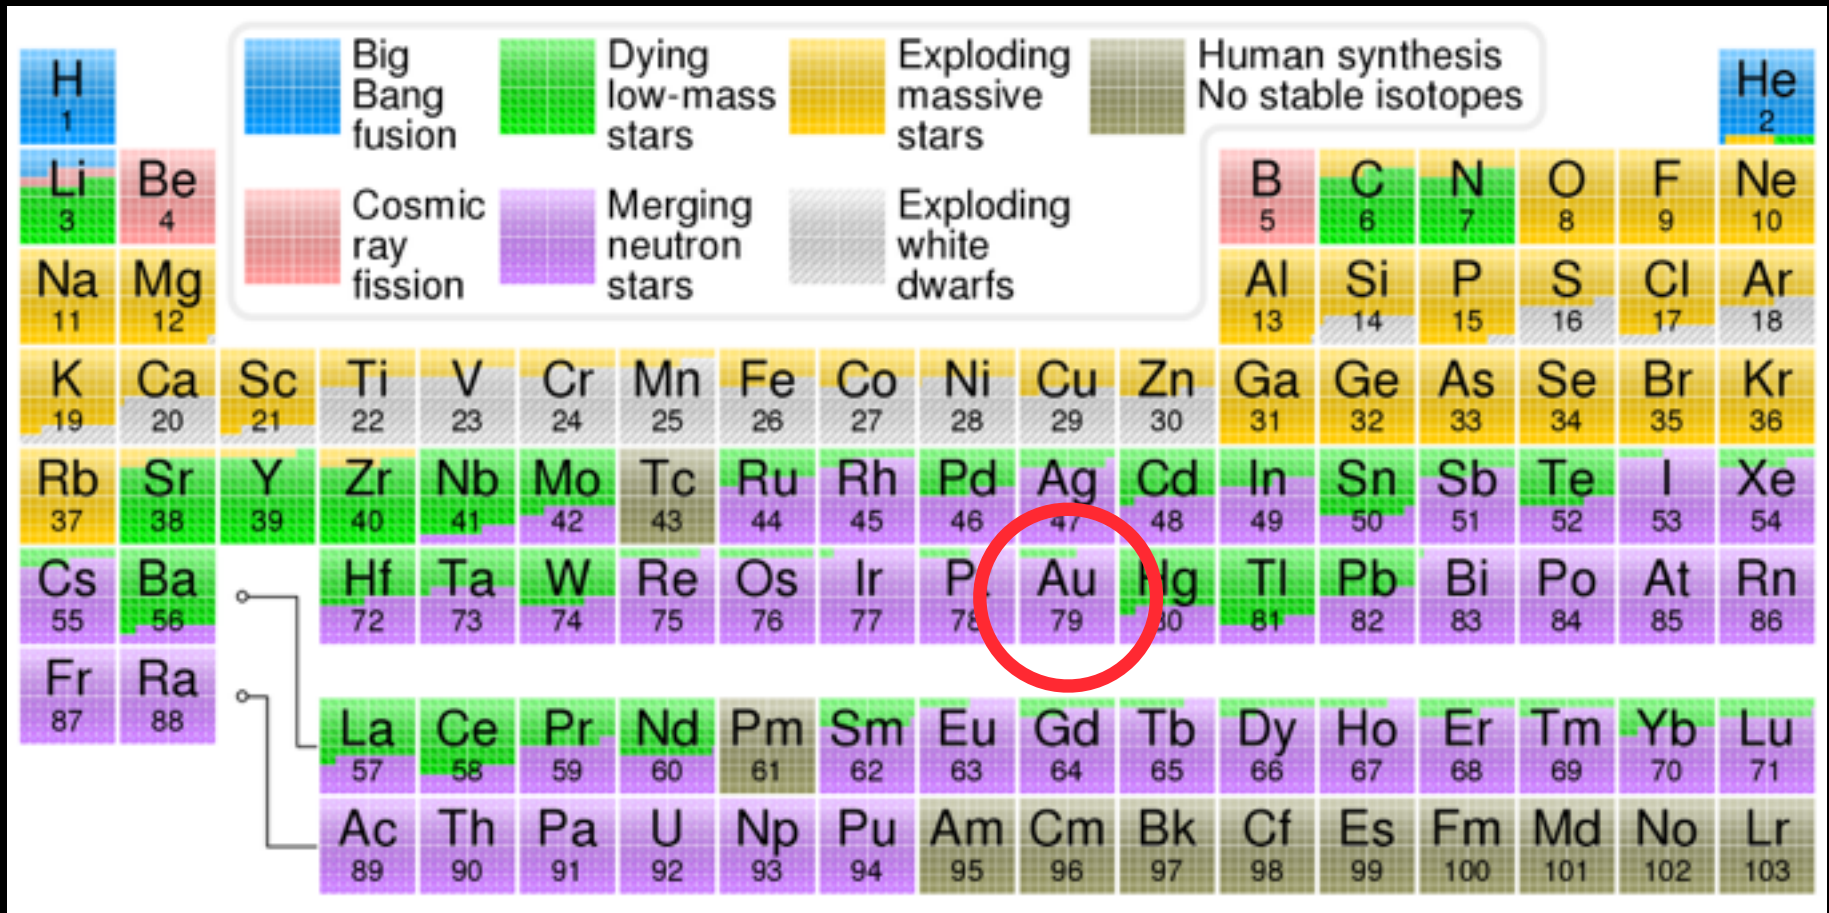 Big
Bang
fusion
Dying
low-mass
stars
Exploding
massive
stars
Human synthesis
No stable isotopes
Cosmic
ray
fission
Merging
neutron
stars
Exploding
white
dwarfs
H He
1 2
Li Be B C N O F Ne
3 4 5 6 7 8 9 10
Na Mg Al Si P S Cl Ar
11 12 13 14 15 16 17 18
K Ca Sc Ti V Cr Mn Fe Co Ni Cu Zn Ga Ge As Se Br Kr
19 20 21 22 23 24 25 26 27 28 29 30 31 32 33 34 35 36
Rb Sr Y Zr Nb Mo Tc Ru Rh Pd Ag Cd In Sn Sb Te I Xe
37 38 39 40 41 42 43 44 45 46 47 48 49 50 51 52 53 54
Cs Ba Hf Ta W Re Os Ir P Au Hg Tl Pb Bi Po At Rn
55 56 72 73 74 75 76 77 78 79 80 81 82 83 84 85 86
Fr Ra
87 88
La Ce Pr Nd Pm Sm Eu Gd Tb Dy Ho Er Tm Yb Lu
57 58 59 60 61 62 63 64 65 66 67 68 69 70 71
Ac Th Pa U Np Pu Am Cm Bk Cf Es Fm Md No Lr
89 90 91 92 93 94 95 96 97 98 99 100 101 102 103